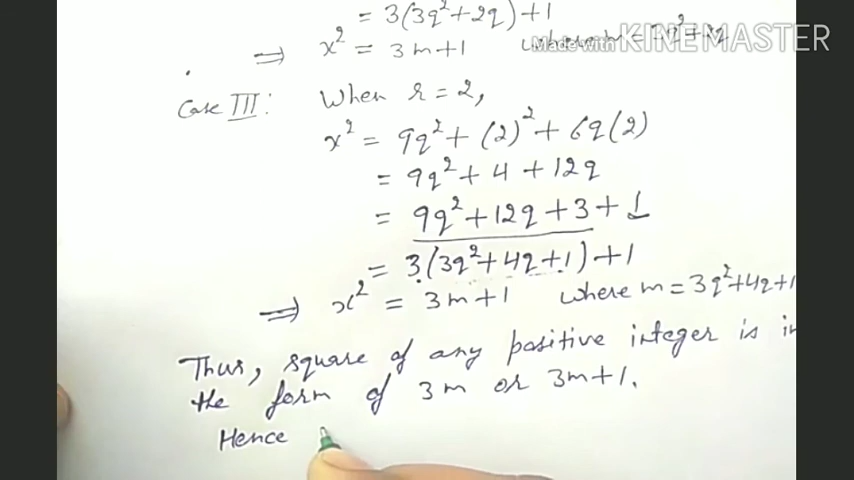 = 3(3q²+2q)+1
⇒ x² = 3m+1
Made with KINEMASTER
Case III: When r=2,
x² = 9q² + (2)² + 6q(2)
= 9q² + 4 + 12q
= 9q² + 12q + 3 + 1
= 3(3q²+4q+1)+1
⇒ x² = 3m+1 where m = 3q²+4q+1
Thus, square of any positive integer is in
the form of 3m or 3m+1.
Hence